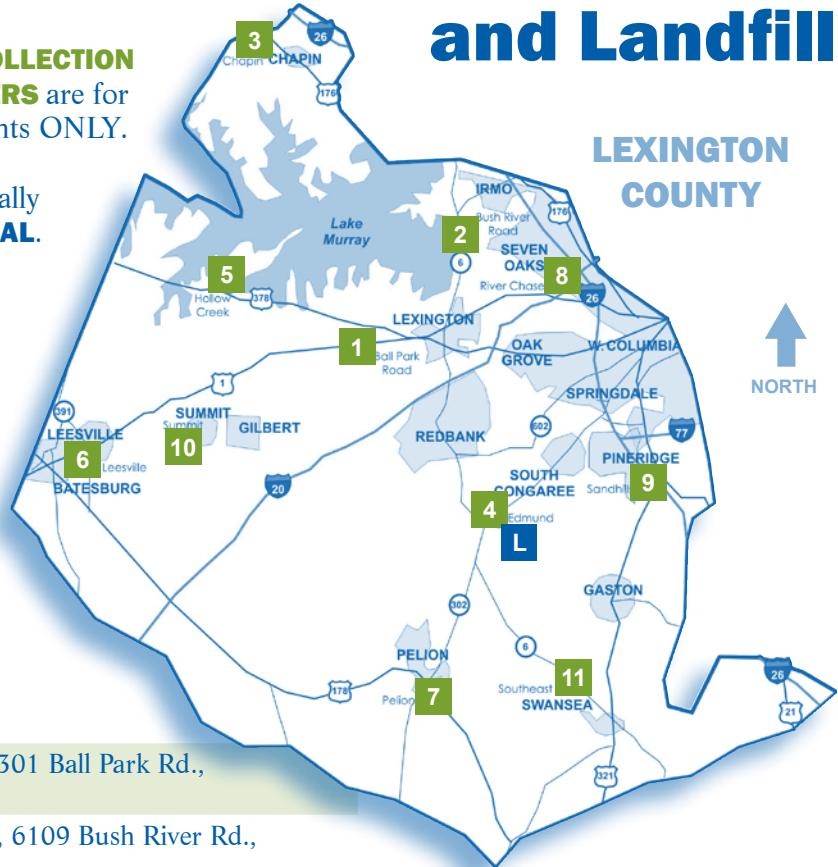 and Landfill
OLLECTION
ERS are for
nts ONLY.
ally
AL.
LEXINGTON
COUNTY
NORTH
3
Chapin CHAPIN
26
176
IRMO
176
Bush River
Road
2
6
SEVEN
OAKS
8
River Chase
26
Lake
Murray
5
Hollow
Creek
378
LEXINGTON
1
Ball Park
Road
OAK
GROVE
W. COLUMBIA
SPRINGDALE
1
391
SUMMIT
Summit
10
GILBERT
LEESVILLE
6
Leesville
BATESBURG
REDBANK
602
77
PINERIDGE
9
SOUTH
CONGAREE
4
Edmund
L
20
GASTON
302
6
PELION
Pelion
7
178
Southeast
11
SWANSEA
26
21
321
301 Ball Park Rd.,
, 6109 Bush River Rd.,